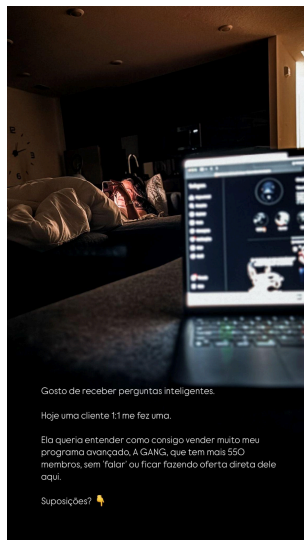 Gosto de receber perguntas inteligentes.
Hoje uma cliente 1:1 me fez uma.
Ela queria entender como consigo vender muito meu
programa avançado, A GANG, que tem mais 550
membros, sem 'falar' ou ficar fazendo oferta direta dele
aqui.
Suposições? 👇